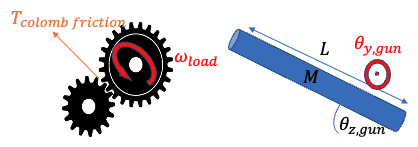 T_colomb friction
ω_load
L
θ_y,gun
M
θ_z,gun